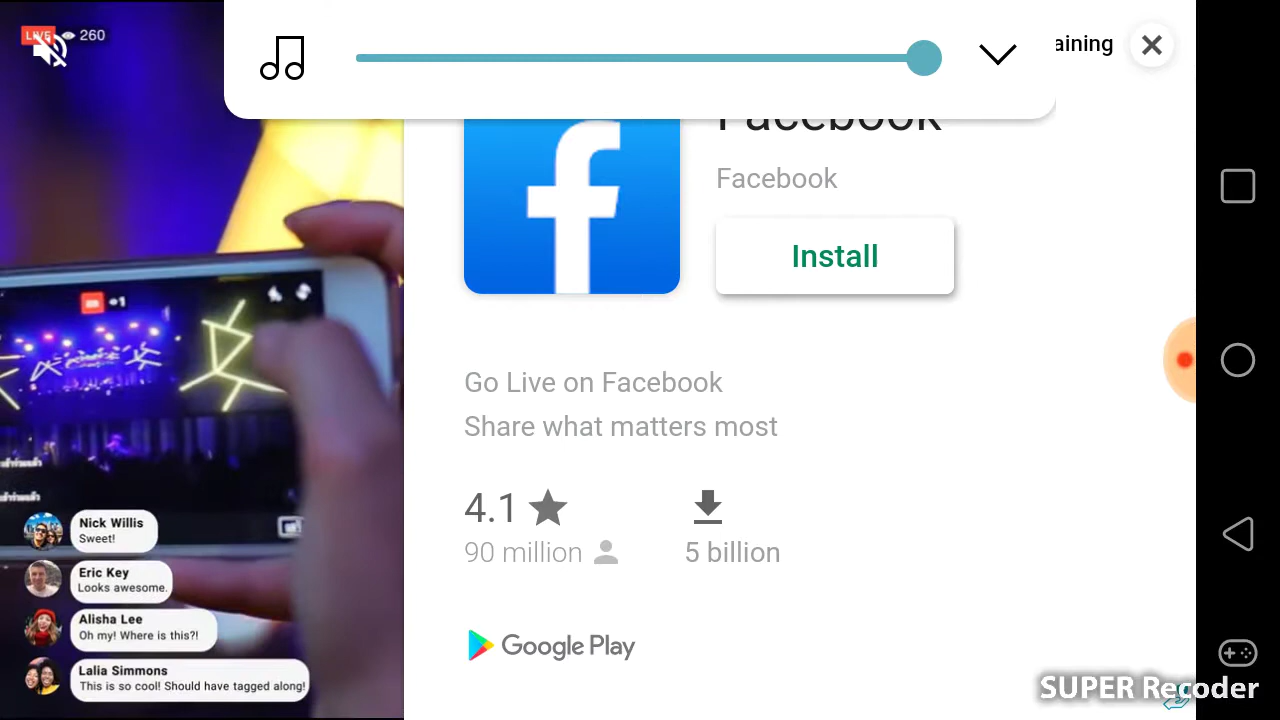 LIVE 260
aining
Facebook
Facebook
Install
Go Live on Facebook
Share what matters most
4.1
90 million
5 billion
Google Play
+1
Nick Willis
Sweet!
Eric Key
Looks awesome.
Alisha Lee
Oh my! Where is this?!
Lalia Simmons
This is so cool! Should have tagged along!
SUPER Recoder